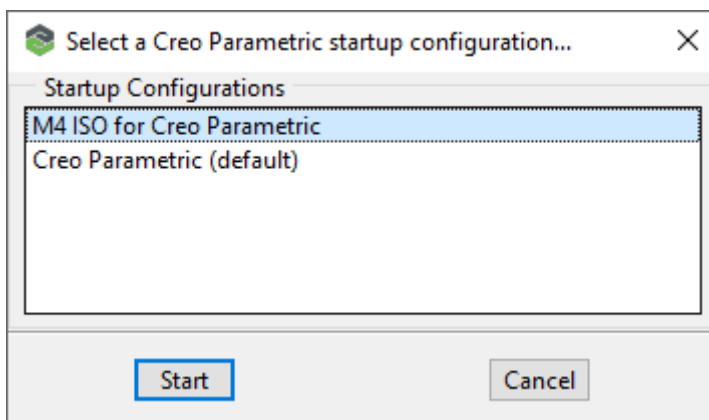 Select a Creo Parametric startup configuration...
Startup Configurations
M4 ISO for Creo Parametric
Creo Parametric (default)
Start
Cancel